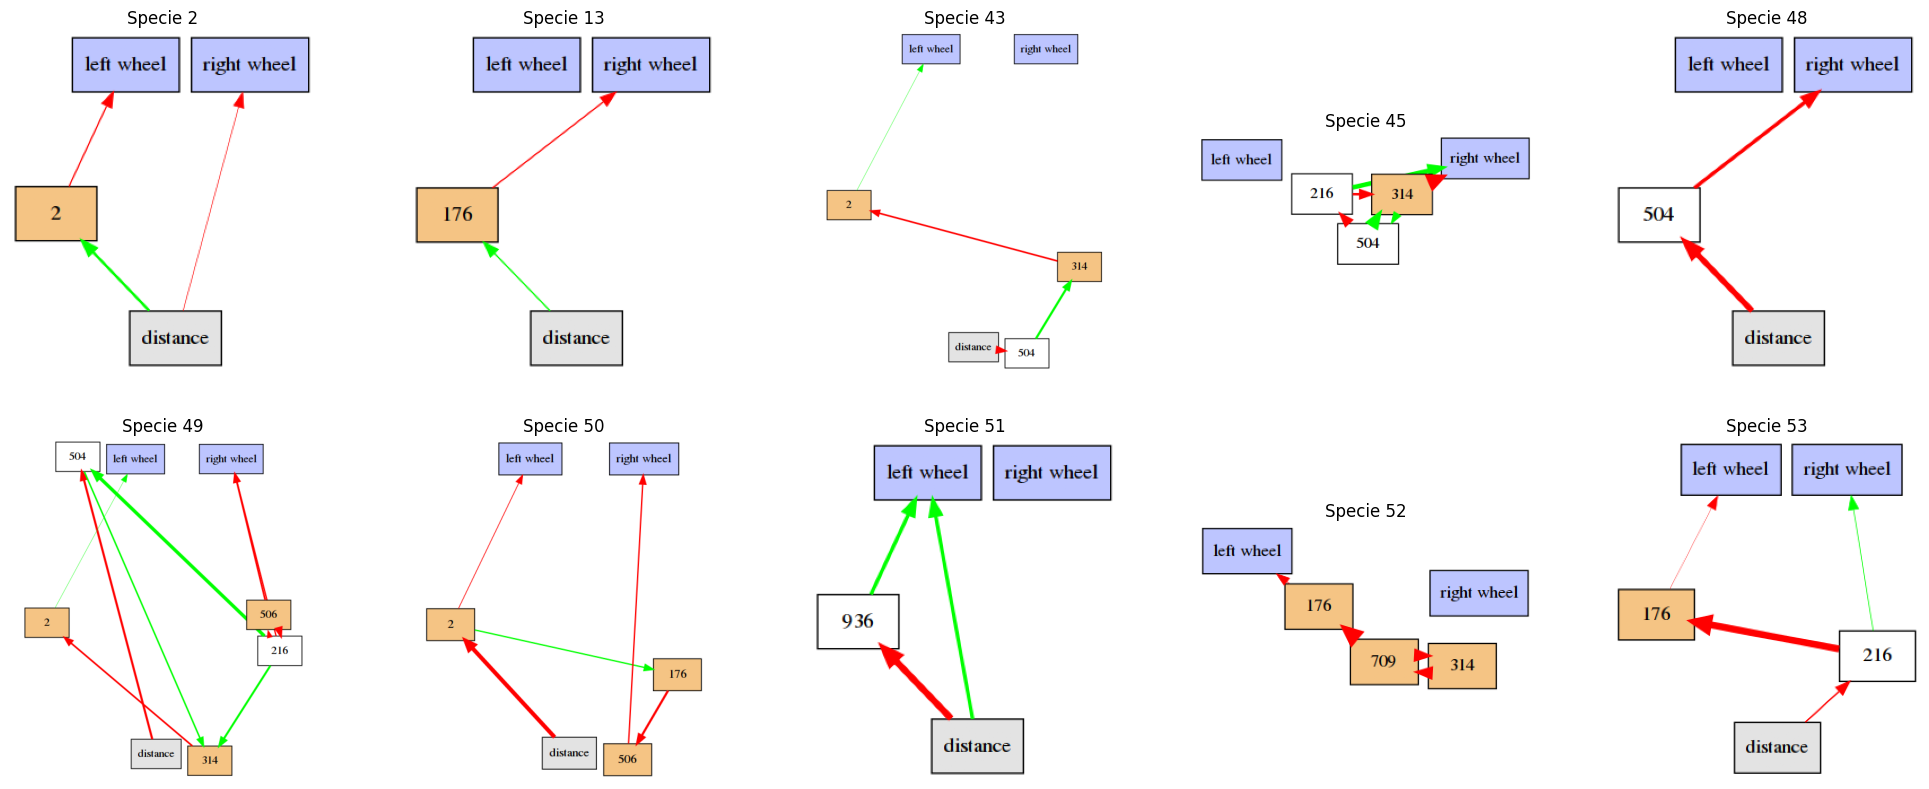 Specie 2
left wheel
right wheel
2
distance
Specie 13
left wheel
right wheel
176
distance
Specie 43
left wheel
right wheel
2
314
distance
504
Specie 45
left wheel
right wheel
216
314
504
Specie 48
left wheel
right wheel
504
distance
Specie 49
504
left wheel
right wheel
2
506
216
distance
314
Specie 50
left wheel
right wheel
2
176
distance
506
Specie 51
left wheel
right wheel
936
distance
Specie 52
left wheel
right wheel
176
709
314
Specie 53
left wheel
right wheel
176
216
distance